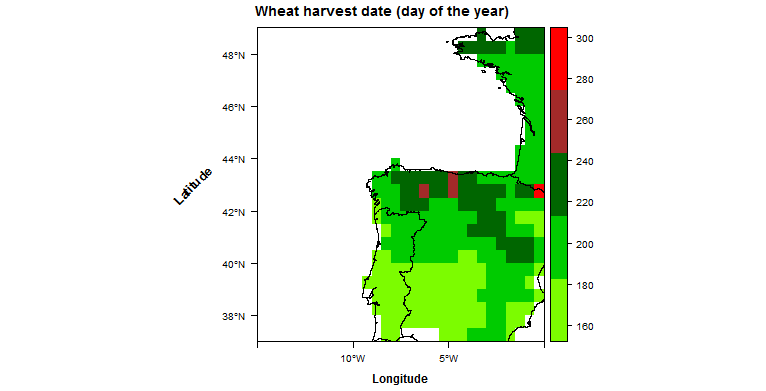 Wheat harvest date (day of the year)
48°N
46°N
44°N
42°N
40°N
38°N
Latitude
10°W
5°W
Longitude
300
280
260
240
220
200
180
160